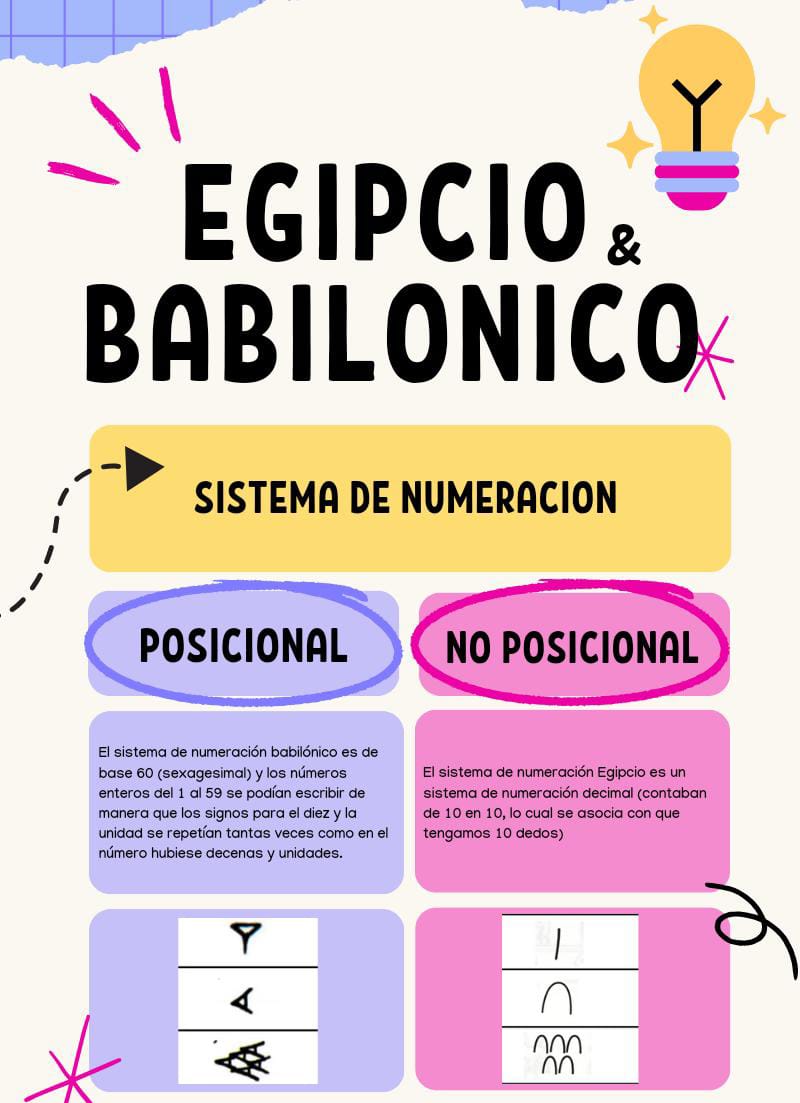 EGIPCIO &
BABILONICO
SISTEMA DE NUMERACION
POSICIONAL
NO POSICIONAL
El sistema de numeración babilónico es de
base 60 (sexagesimal) y los números
enteros del 1 al 59 se podían escribir de
manera que los signos para el diez y la
unidad se repetían tantas veces como en el
número hubiese decenas y unidades.
El sistema de numeración Egipcio es un
sistema de numeración decimal (contaban
de 10 en 10, lo cual se asocia con que
tengamos 10 dedos)